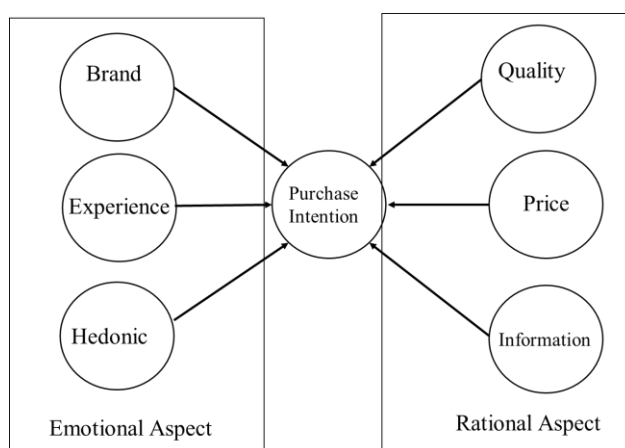 Brand
Quality
Experience
Purchase
Intention
Price
Hedonic
Information
Emotional Aspect
Rational Aspect